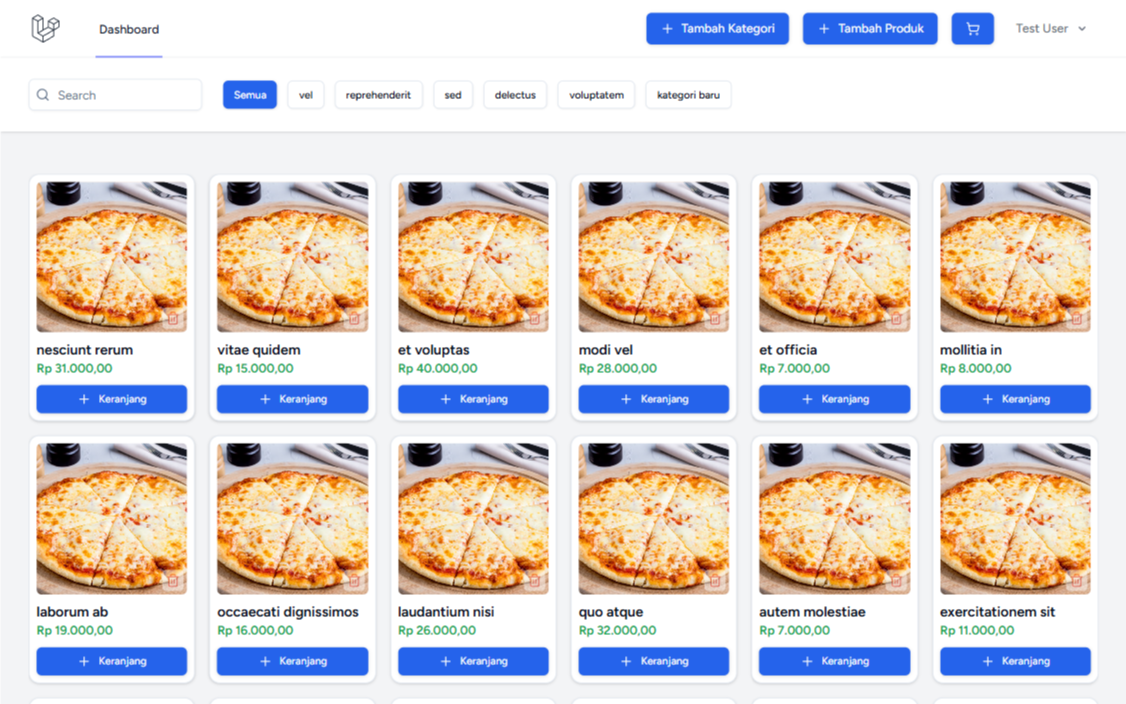 Dashboard
Tambah Kategori
Tambah Produk
Test User
Search
Semua
vel
reprehenderit
sed
delectus
voluptatem
kategori baru
nesciunt rerum
Rp 31.000,00
Keranjang
vitae quidem
Rp 15.000,00
Keranjang
et voluptas
Rp 40.000,00
Keranjang
modi vel
Rp 28.000,00
Keranjang
et officia
Rp 7.000,00
Keranjang
mollitia in
Rp 8.000,00
Keranjang
laborum ab
Rp 19.000,00
Keranjang
occaecati dignissimos
Rp 16.000,00
Keranjang
laudantium nisi
Rp 26.000,00
Keranjang
quo atque
Rp 32.000,00
Keranjang
autem molestiae
Rp 7.000,00
Keranjang
exercitationem sit
Rp 11.000,00
Keranjang